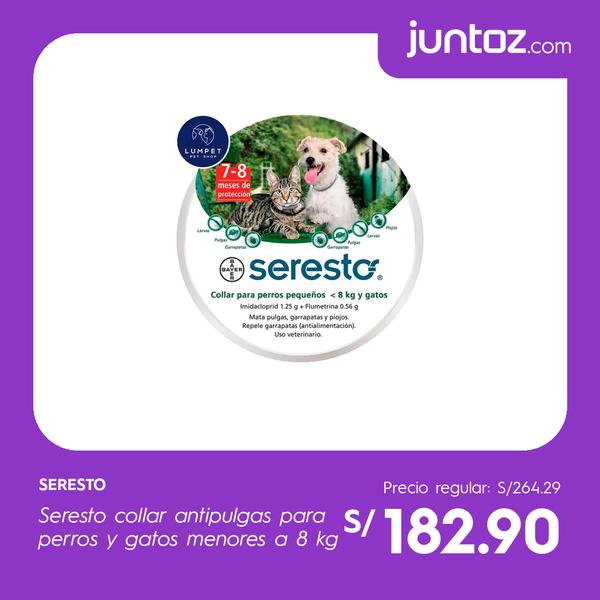 juntoz.com
LUMPET
PET SHOP
7-8
meses de
protección
Larvas
Pulgas
Garrapatas
Garrapatas
Pulgas
Larvas
Piojos
BAYER
BAYER
seresto®
Collar para perros pequeños < 8 kg y gatos
Imidacloprid 1.25 g + Flumetrina 0.56 g
Mata pulgas, garrapatas y piojos.
Repele garrapatas (antialimentación).
Uso veterinario.
SERESTO
Precio regular: S/264.29
Seresto collar antipulgas para
perros y gatos menores a 8 kg
S/ 182.90